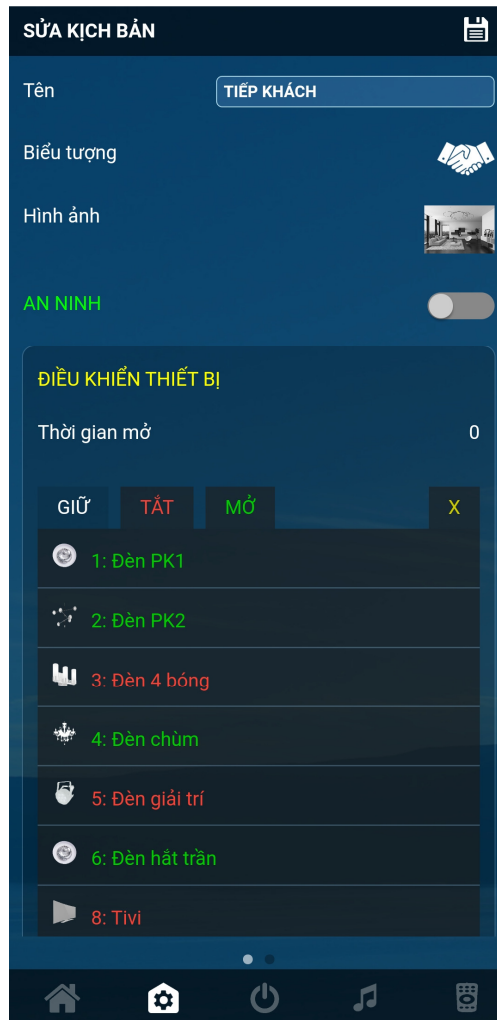 SỬA KỊCH BẢN
Tên TIẾP KHÁCH
Biểu tượng
Hình ảnh
AN NINH
ĐIỀU KHIỂN THIẾT BỊ
Thời gian mở 0
GIỮ TẮT MỞ X
1: Đèn PK1
2: Đèn PK2
3: Đèn 4 bóng
4: Đèn chùm
5: Đèn giải trí
6: Đèn hắt trần
8: Tivi